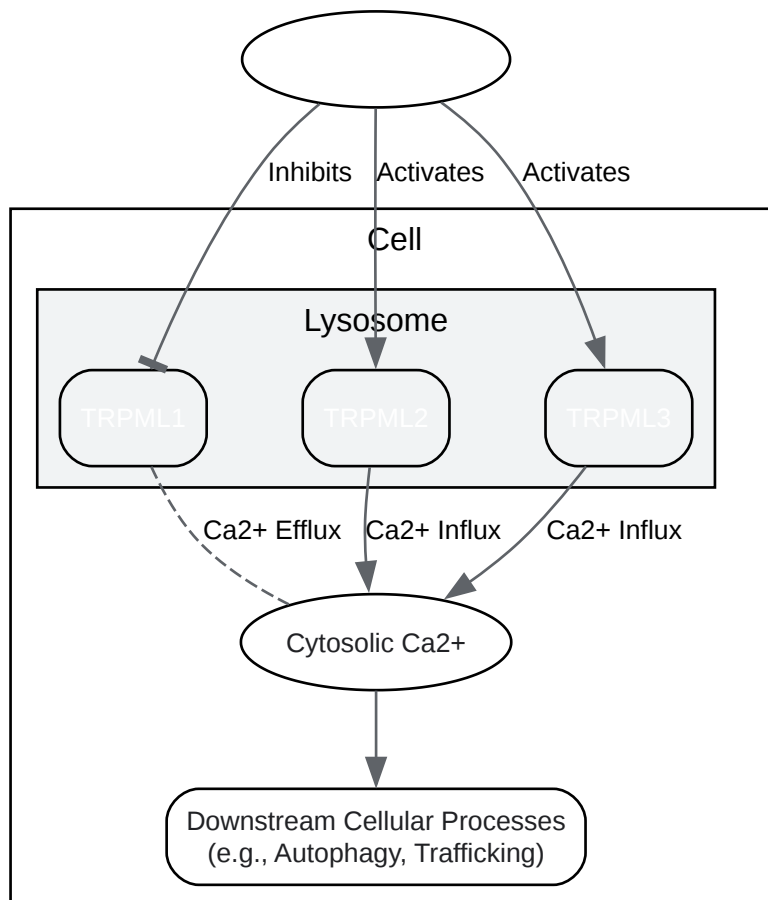 Inhibits
Activates
Activates
Cell
Lysosome
TRPML1
TRPML2
TRPML3
Ca2+ Efflux
Ca2+ Influx
Ca2+ Influx
Cytosolic Ca2+
Downstream Cellular Processes
(e.g., Autophagy, Trafficking)